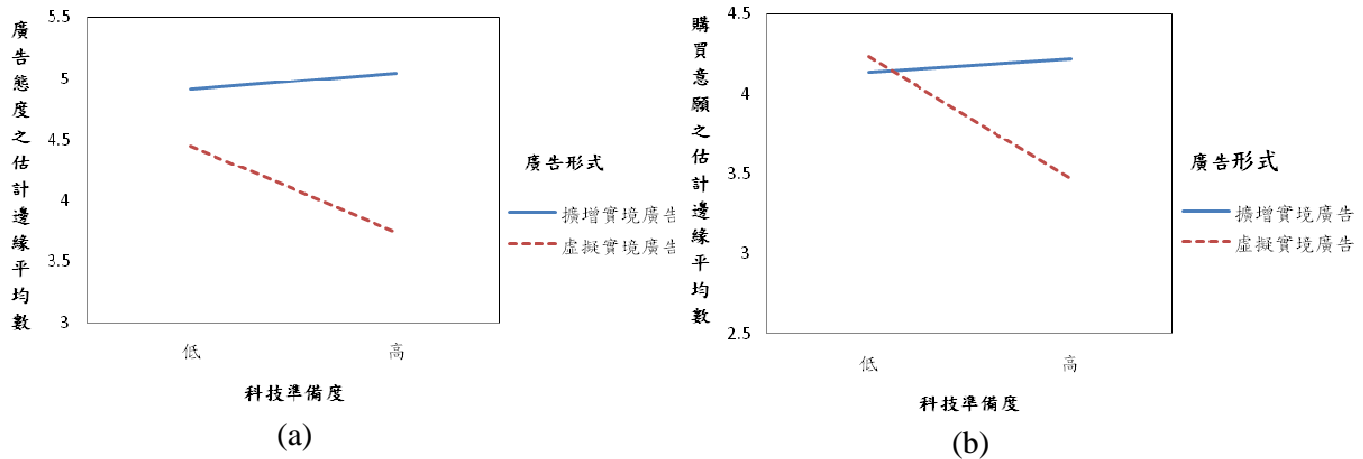 廣告態度之估計邊緣平均數
5.5
5
4.5
4
3.5
3
低
高
科技準備度
廣告形式
擴增實境廣告
虛擬實境廣告
(a)
購買意願之估計邊緣平均數
4.5
4
3.5
3
2.5
低
高
科技準備度
廣告形式
擴增實境廣告
虛擬實境廣告
(b)